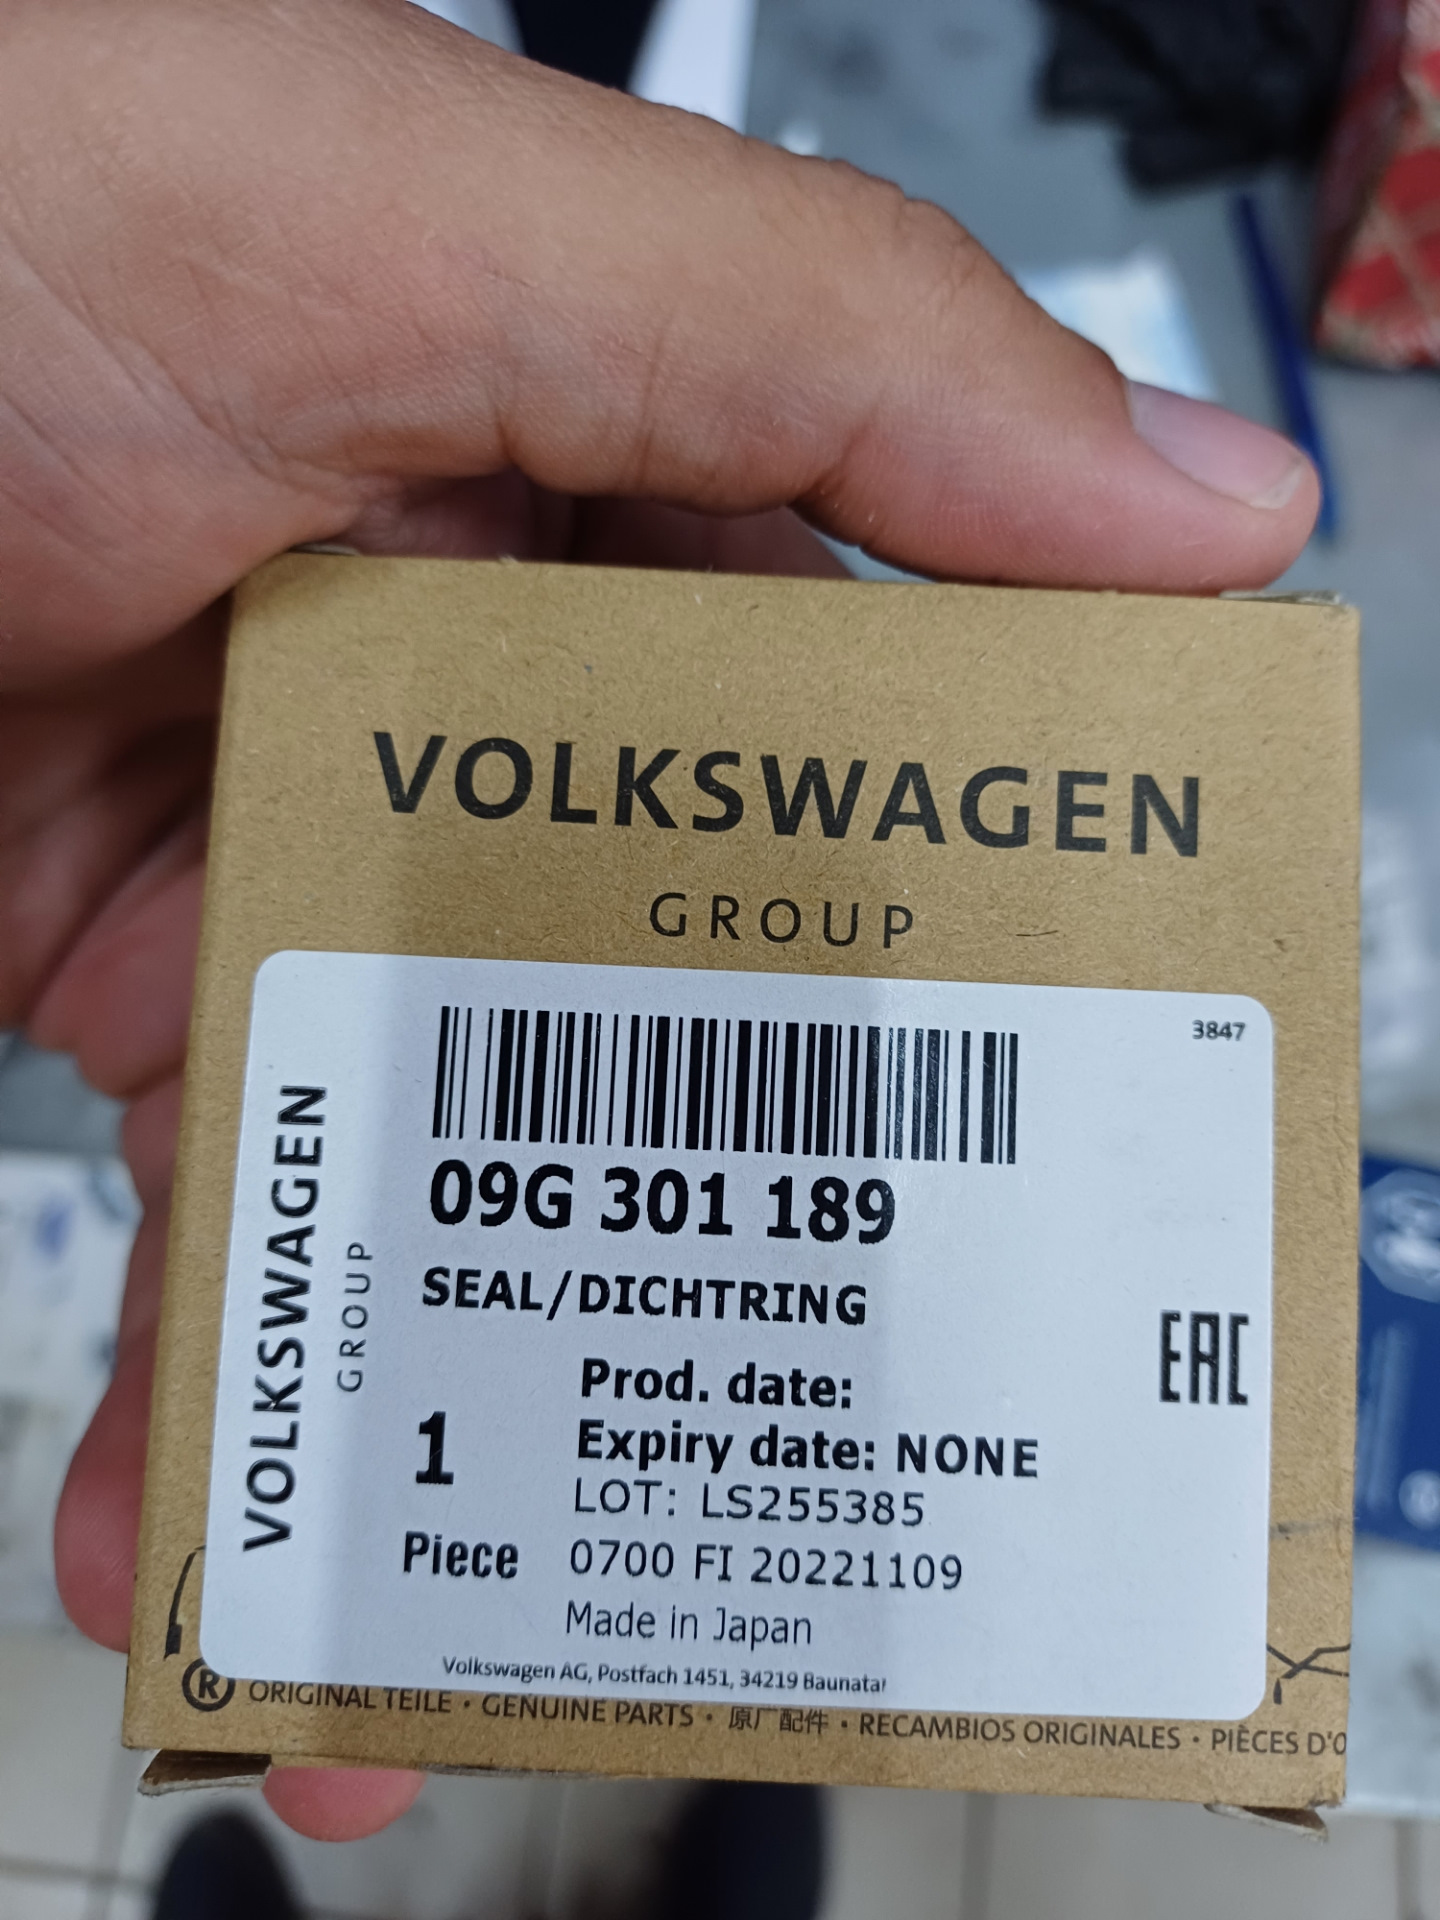 VOLKSWAGEN
GROUP
3847
VOLKSWAGEN
GROUP
09G 301 189
SEAL/DICHTRING
EAC
Prod. date:
Expiry date: NONE
1
LOT: LS255385
Piece
0700 FI 20221109
Made in Japan
Volkswagen AG, Postfach 1451, 34219 Baunatal
® ORIGINAL TEILE · GENUINE PARTS · 原厂配件 · RECAMBIOS ORIGINALES · PIÈCES D'O